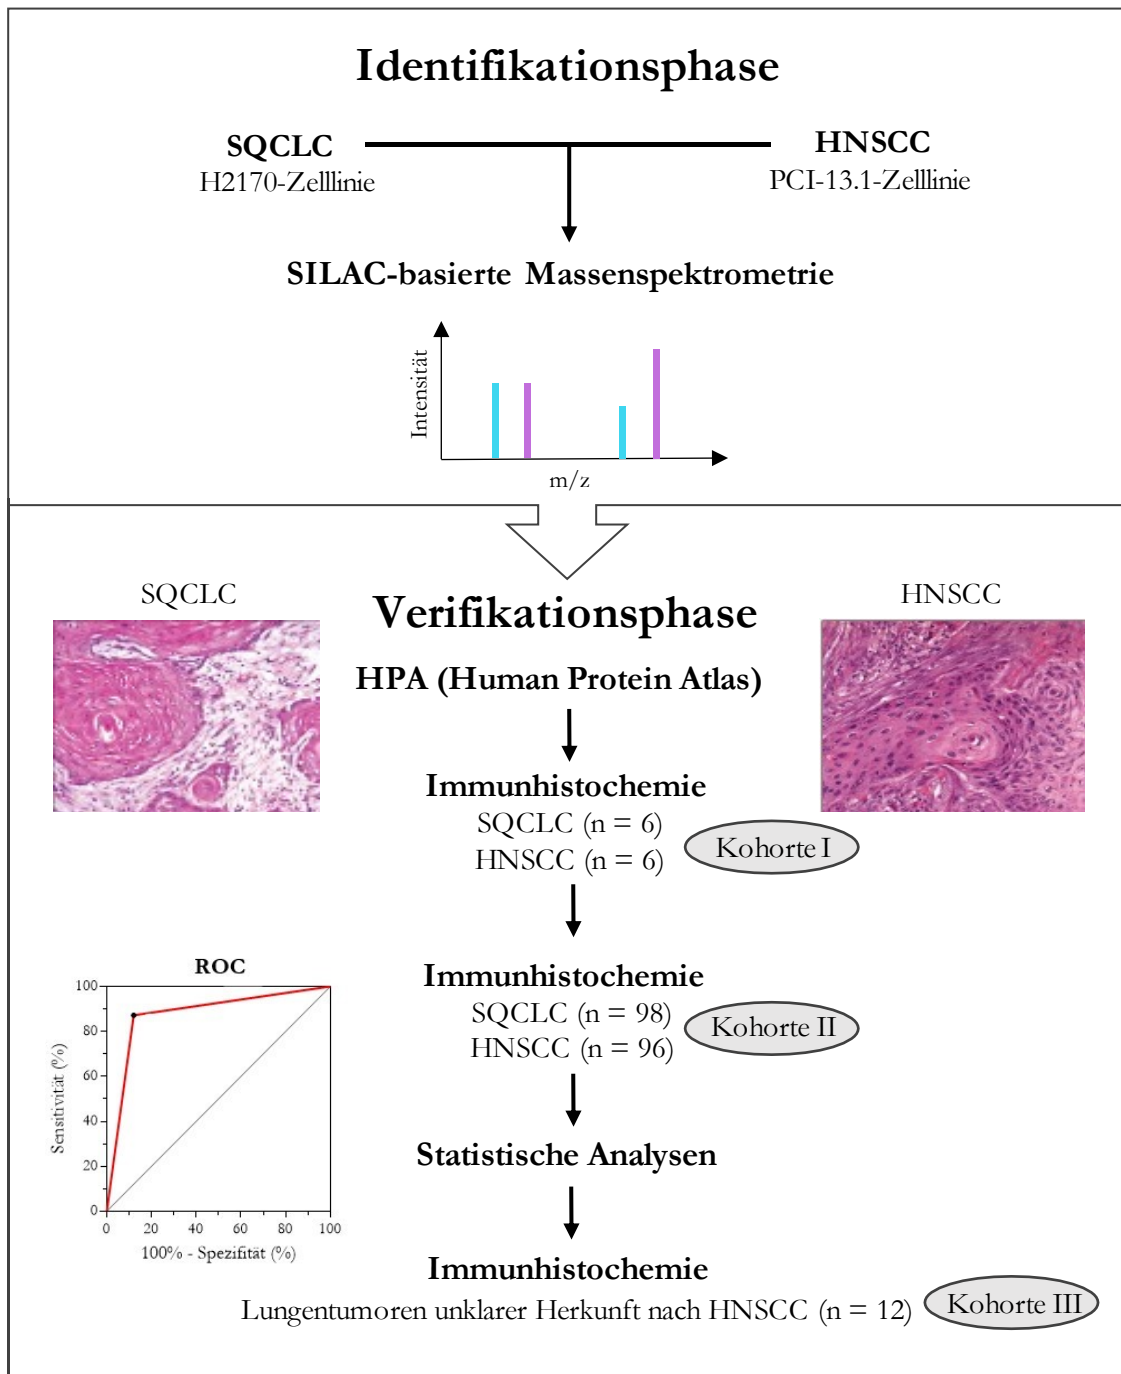 Identifikationsphase
SQCLC
H2170-Zelllinie
HNSCC
PCI-13.1-Zelllinie
SILAC-basierte Massenspektrometrie
Intensität
m/z
SQCLC
HNSCC
Verifikationsphase
HPA (Human Protein Atlas)
Immunhistochemie
SQCLC (n = 6)
HNSCC (n = 6)
Kohorte I
Immunhistochemie
SQCLC (n = 98)
HNSCC (n = 96)
Kohorte II
ROC
Sensitivität (%)
100
80
60
40
20
0
0 20 40 60 80 100
100% - Spezifität (%)
Statistische Analysen
Immunhistochemie
Lungentumoren unklarer Herkunft nach HNSCC (n = 12)
Kohorte III